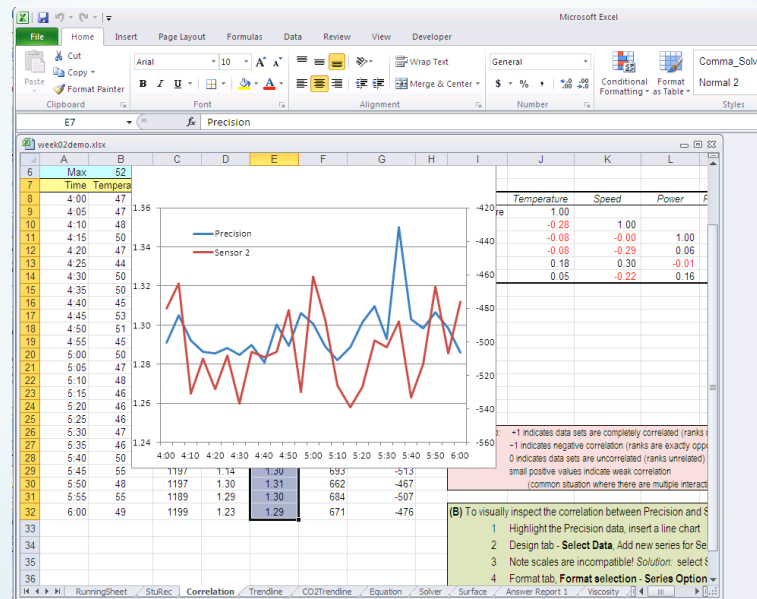 Microsoft Excel
File Home Insert Page Layout Formulas Data Review View Developer
Paste Cut Copy Format Painter Clipboard
Arial 10 A A B I U A Font
Wrap Text Merge & Center Alignment
General $ % , .0 .00 .00 .0 Number
Conditional Formatting Format as Table
Comma_Solv
Normal 2
Styles
E7 fx Precision
week02demo.xlsx
A B C D E F G H I J K L
6 Max 52
7 Time Tempera
8 4:00 47 Temperature Speed Power F
9 4:05 47 re 1.00
10 4:10 48 -0.28 1.00
11 4:15 50 -0.08 -0.00 1.00
12 4:20 47 -0.08 -0.29 0.06
13 4:25 44 0.18 0.30 -0.01
14 4:30 50 0.05 -0.22 0.16
15 4:35 50
16 4:40 45
17 4:45 53
18 4:50 51
19 4:55 45
20 5:00 50
21 5:05 47
22 5:10 48
23 5:15 46
24 5:20 46
25 5:25 46
26 5:30 47
27 5:35 46
28 5:40 50
29 5:45 55 1197 1.14 1.30 693 -513
30 5:50 48 1197 1.30 1.31 662 -467
31 5:55 55 1189 1.29 1.30 684 -507
32 6:00 49 1199 1.23 1.29 671 -476
33
34
35
36
1.36
1.34
1.32
1.30
1.28
1.26
1.24
Precision
Sensor 2
-420
-440
-460
-480
-500
-520
-540
-560
4:00 4:10 4:20 4:30 4:40 4:50 5:00 5:10 5:20 5:30 5:40 5:50 6:00
+1 indicates data sets are completely correlated (ranks
−1 indicates negative correlation (ranks are exactly oppo
0 indicates data sets are uncorrelated (ranks unrelated)
small positive values indicate weak correlation
(common situation where there are multiple interact
(B) To visually inspect the correlation between Precision and S
1 Highlight the Precision data, insert a line chart
2 Design tab - Select Data, Add new series for Se
3 Note scales are incompatible! Solution: select S
4 Format tab, Format selection - Series Option
RunningSheet StuRec Correlation Trendline CO2Trendline Equation Solver Surface Answer Report 1 Viscosity